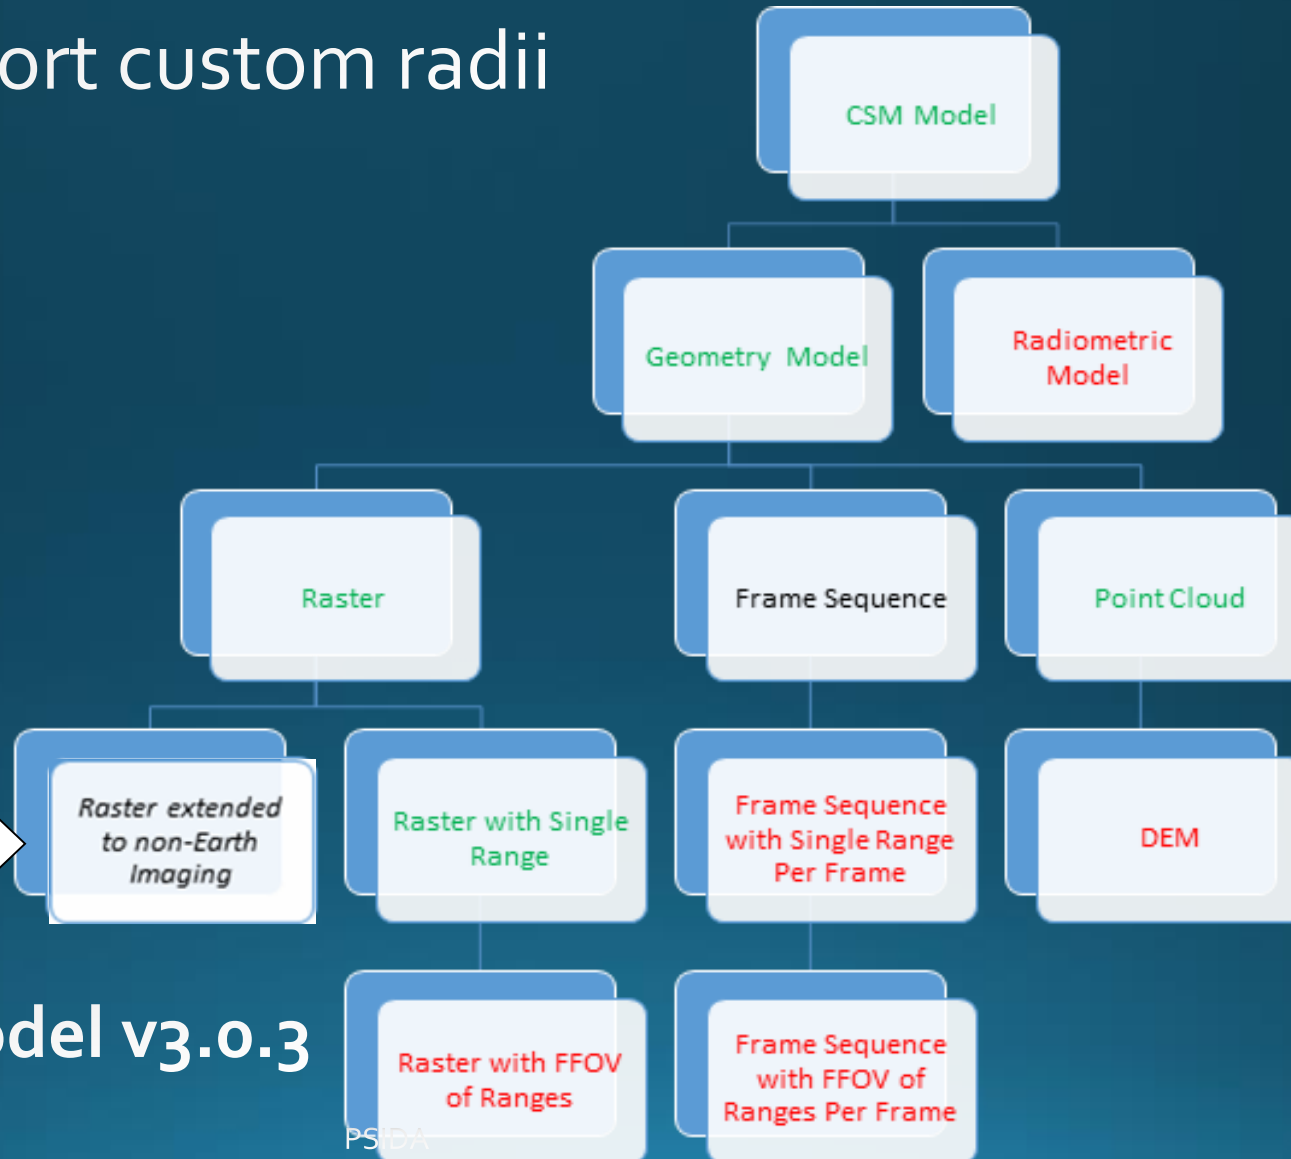 ort custom radii
CSM Model
Geometry Model
Radiometric
Model
Raster
Frame Sequence
Point Cloud
Raster extended
to non-Earth
Imaging
Raster with Single
Range
Frame Sequence
with Single Range
Per Frame
DEM
odel v3.0.3
Raster with FFOV
of Ranges
Frame Sequence
with FFOV of
Ranges Per Frame
PSIDA